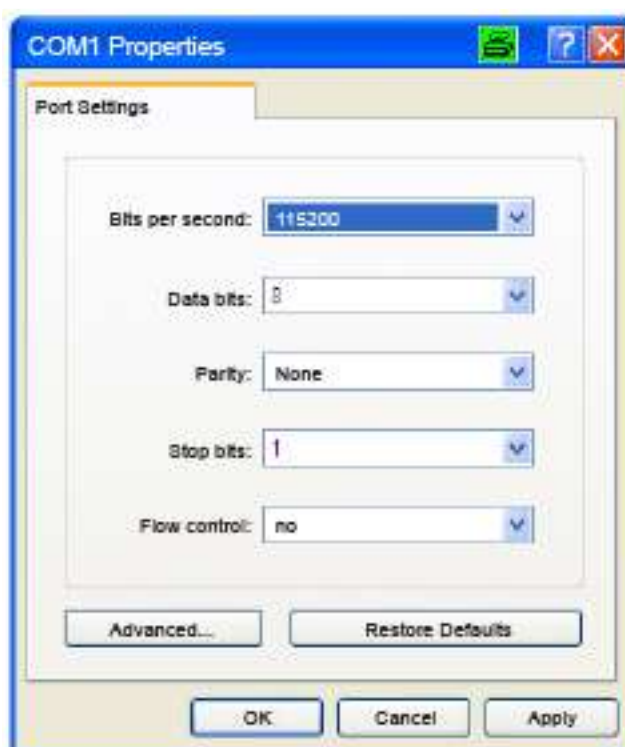 COM1 Properties
Port Settings
Bits per second: 115200
Data bits: 8
Parity: None
Stop bits: 1
Flow control: no
Advanced... Restore Defaults
OK Cancel Apply